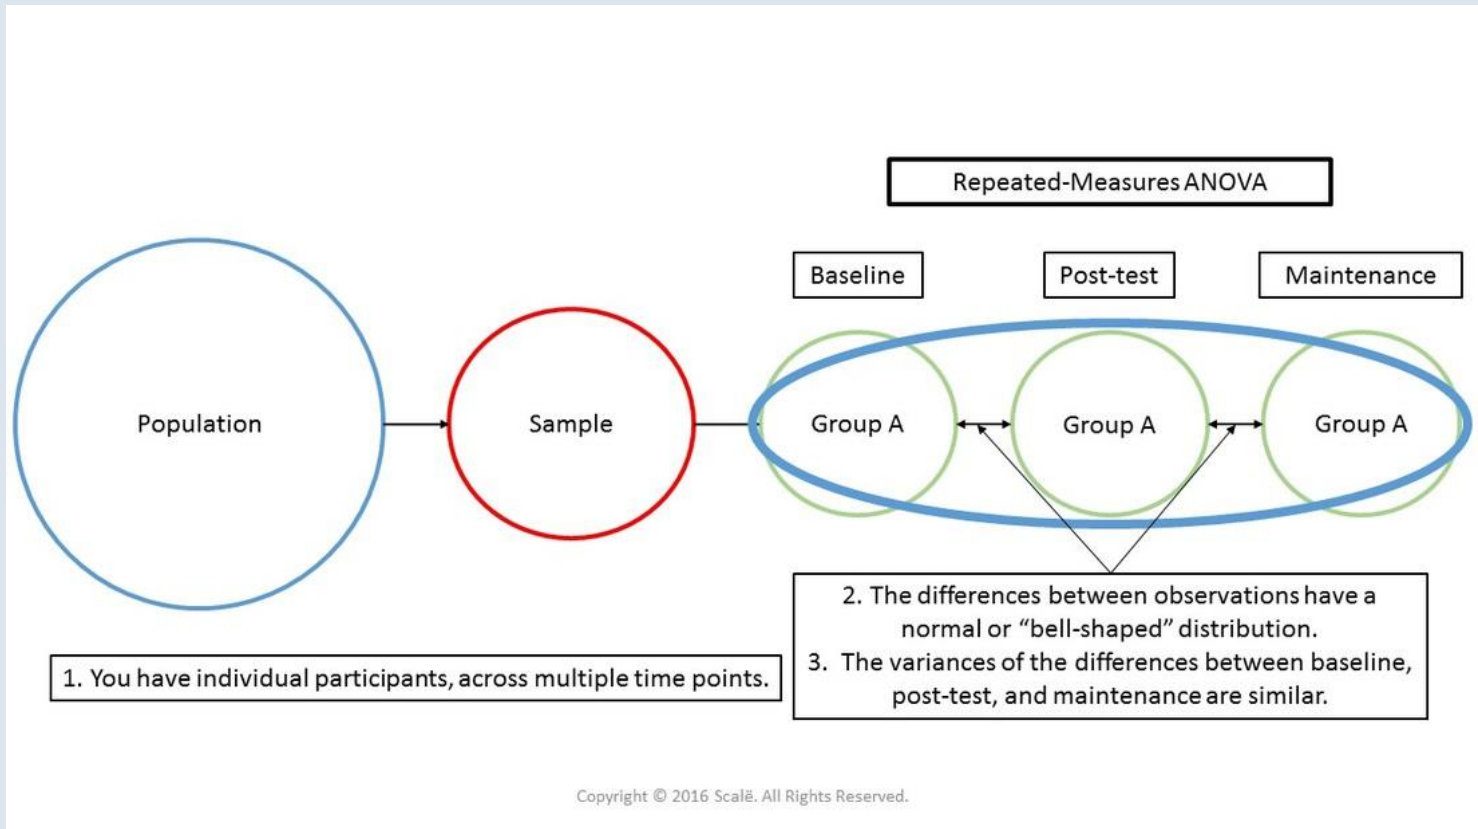 Repeated-Measures ANOVA
Baseline
Post-test
Maintenance
Population
Sample
Group A
Group A
Group A
1. You have individual participants, across multiple time points.
2. The differences between observations have a
normal or “bell-shaped” distribution.
3. The variances of the differences between baseline,
post-test, and maintenance are similar.
Copyright © 2016 Scalë. All Rights Reserved.